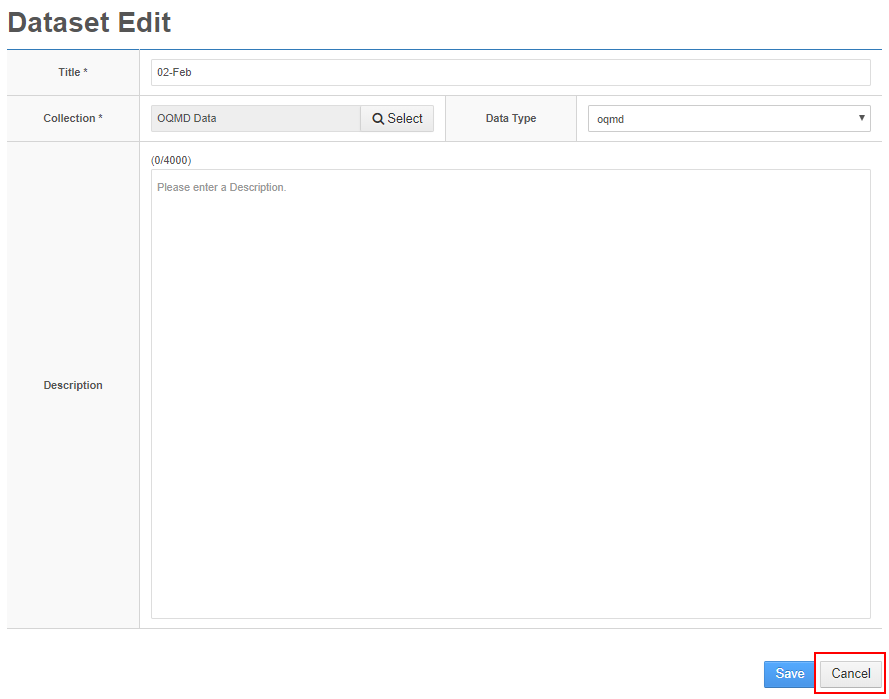 Dataset Edit
Title *
02-Feb
Collection *
OQMD Data
Select
Data Type
oqmd
(0/4000)
Please enter a Description.
Description
Save
Cancel